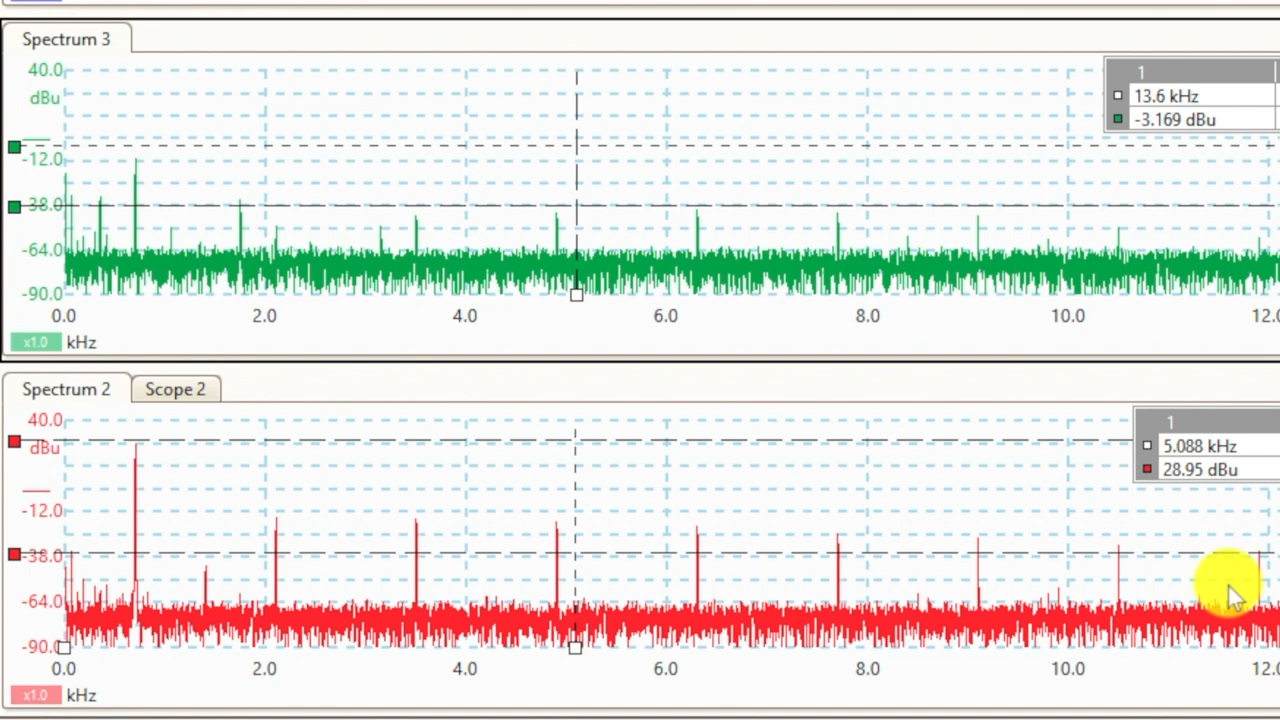 Spectrum 3
40.0
dBu
-12.0
-38.0
-64.0
-90.0
0.0 2.0 4.0 6.0 8.0 10.0 12.0
x1.0 kHz
1
13.6 kHz
-3.169 dBu
Spectrum 2 Scope 2
40.0
dBu
-12.0
-38.0
-64.0
-90.0
0.0 2.0 4.0 6.0 8.0 10.0 12.0
x1.0 kHz
1
5.088 kHz
28.95 dBu